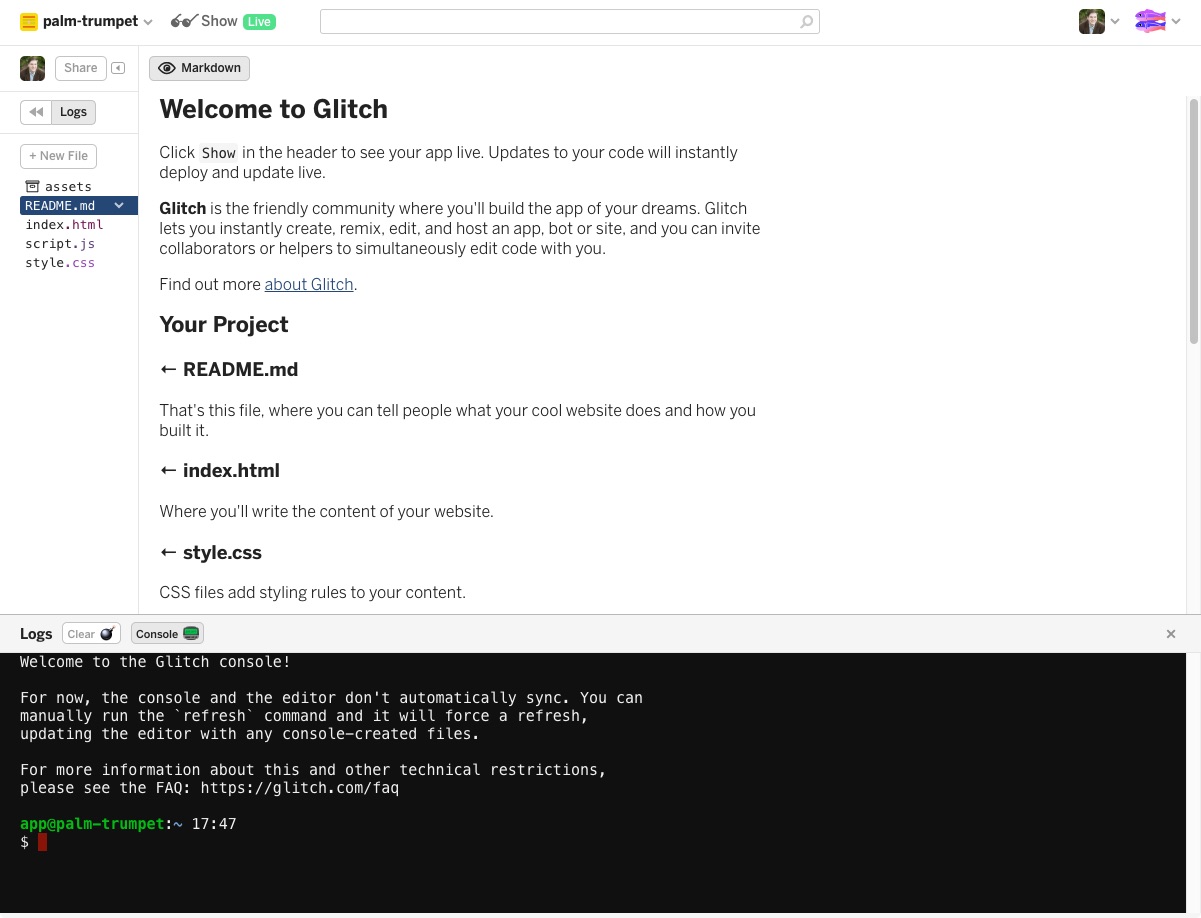 palm-trumpet Show Live
Share
Markdown
Logs
+ New File
assets
README.md
index.html
script.js
style.css
Welcome to Glitch
Click Show in the header to see your app live. Updates to your code will instantly
deploy and update live.
Glitch is the friendly community where you'll build the app of your dreams. Glitch
lets you instantly create, remix, edit, and host an app, bot or site, and you can invite
collaborators or helpers to simultaneously edit code with you.
Find out more about Glitch.
Your Project
← README.md
That's this file, where you can tell people what your cool website does and how you
built it.
← index.html
Where you'll write the content of your website.
← style.css
CSS files add styling rules to your content.
Logs Clear Console
Welcome to the Glitch console!
For now, the console and the editor don't automatically sync. You can
manually run the `refresh` command and it will force a refresh,
updating the editor with any console-created files.
For more information about this and other technical restrictions,
please see the FAQ: https://glitch.com/faq
app@palm-trumpet:~ 17:47
$